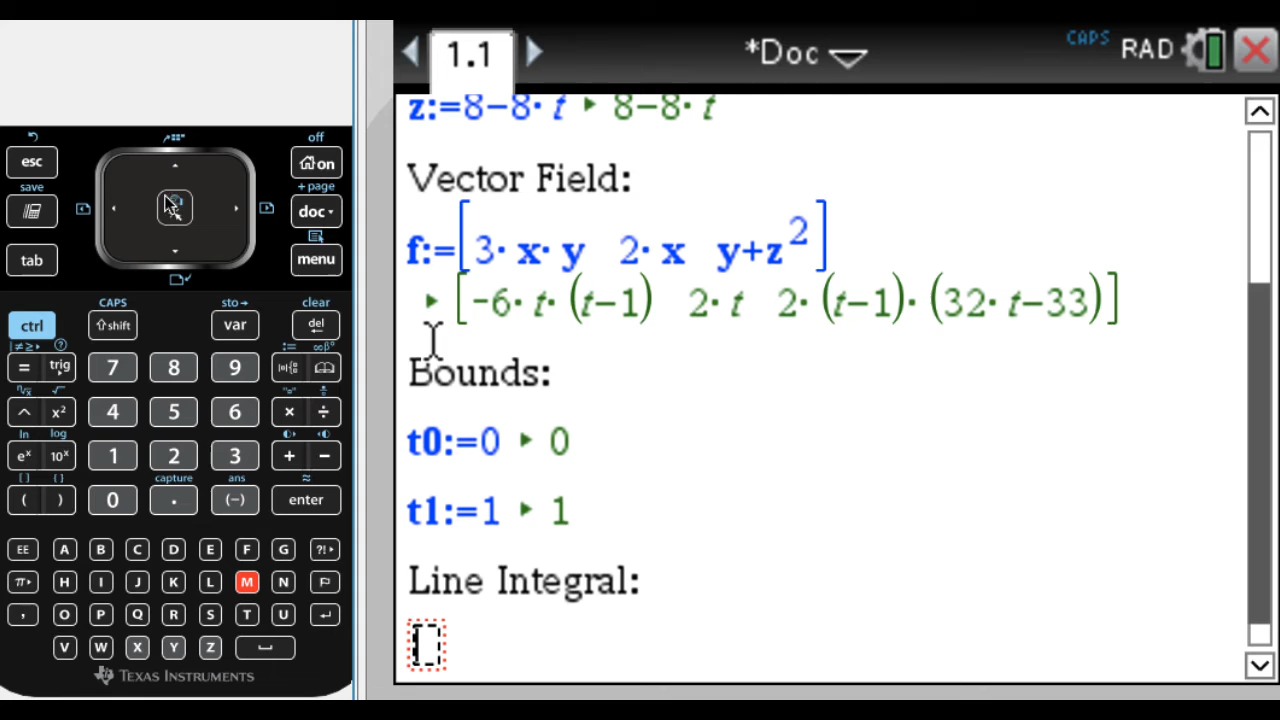 1.1
*Doc
CAPS
RAD
z:=8−8·t ▸ 8−8·t
Vector Field:
f:=[3·x·y 2·x y+z²]
▸ [−6·t·(t−1) 2·t 2·(t−1)·(32·t−33)]
Bounds:
t0:=0 ▸ 0
t1:=1 ▸ 1
Line Integral:
off
esc
on
save
+ page
doc
tab
menu
CAPS
sto→
clear
ctrl
shift
var
del
= trig 7 8 9
^ x² 4 5 6 × ÷
ln log
eˣ 10ˣ 1 2 3 + −
[ ] { } capture ans ≈
( ) 0 . (−) enter
EE A B C D E F G ?!▸
π▸ H I J K L M N
, O P Q R S T U
V W X Y Z
TEXAS INSTRUMENTS